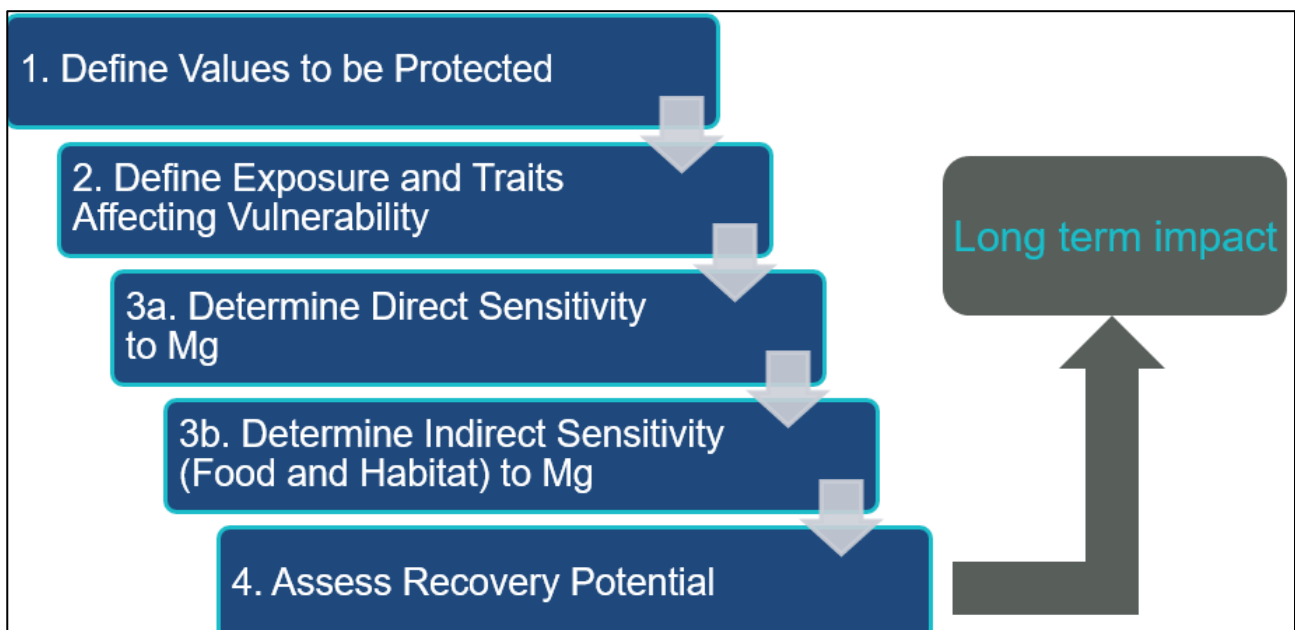 1. Define Values to be Protected
2. Define Exposure and Traits
Affecting Vulnerability
3a. Determine Direct Sensitivity
to Mg
3b. Determine Indirect Sensitivity
(Food and Habitat) to Mg
4. Assess Recovery Potential
Long term impact